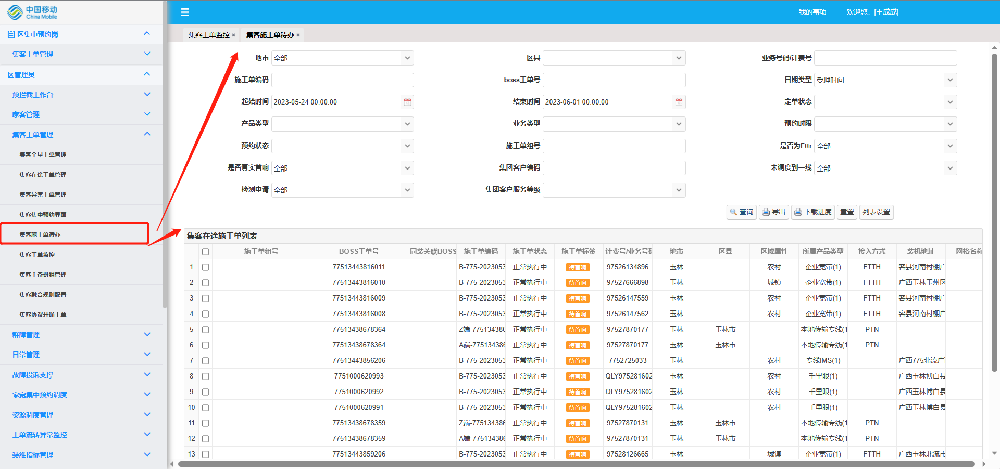 中国移动
China Mobile
我的事项 欢迎您，[王成成]
区集中预约岗
集客工单管理
区管理员
预拦截工作台
家客管理
集客工单管理
集客全量工单管理
集客在途工单管理
集客异常工单管理
集客集中预约界面
集客施工单待办
集客工单监控
集客主备班组管理
集客融合规则配置
集客协议开通工单
群障管理
日常管理
故障投诉支撑
家宽集中预约调度
资源调度管理
工单流转异常监控
装维指标管理
集客工单监控 × 集客施工单待办 ×
地市 全部 区县 业务号码/计费号
施工单编码 boss工单号 日期类型 受理时间
起始时间 2023-05-24 00:00:00 结束时间 2023-06-01 00:00:00 定单状态
产品类型 业务类型 预约时限
预约状态 施工单组号 是否为Fttr 全部
是否真实首响 全部 集团客户编码 未调度到一线 全部
检测申请 全部 集团客户服务等级
查询 导出 下载进度 重置 列表设置
集客在途施工单列表
施工单组号 BOSS工单号 同装关联BOSS 施工单编码 施工单状态 施工单标签 计费号/业务号码 地市 区县 区域属性 所属产品类型 接入方式 装机地址 网格名称
1 77513443816011 B-775-2023053 正常执行中 待首响 97526134896 玉林 农村 企业宽带(1) FTTH 容县河南村棚户
2 77513443816010 B-775-2023053 正常执行中 待首响 97527666898 玉林 城镇 企业宽带(1) FTTH 广西玉林玉州区
3 77513443816009 B-775-2023053 正常执行中 待首响 97526147559 玉林 农村 企业宽带(1) FTTH 容县河南村棚户
4 77513443816008 B-775-2023053 正常执行中 待首响 97526147562 玉林 农村 企业宽带(1) FTTH 容县河南村棚户
5 77513438678364 Z端-775134386 正常执行中 待首响 97527870177 玉林 玉林市 本地传输专线(1 PTN
6 77513438678364 A端-775134386 正常执行中 待首响 97527870177 玉林 玉林市 本地传输专线(1 PTN
7 77513443856206 B-775-2023053 正常执行中 待首响 7752725033 玉林 农村 专线IMS(1) 广西775北流广
8 7751000620993 B-775-2023053 正常执行中 待首响 QLY975281602 玉林 农村 千里眼(1) 广西玉林博白县
9 7751000620992 B-775-2023053 正常执行中 待首响 QLY975281602 玉林 农村 千里眼(1) 广西玉林博白县
10 7751000620991 B-775-2023053 正常执行中 待首响 QLY975281602 玉林 农村 千里眼(1) 广西玉林博白县
11 77513438678359 Z端-775134386 正常执行中 待首响 97527870131 玉林 玉林市 本地传输专线(1 PTN
12 77513438678359 A端-775134386 正常执行中 待首响 97527870131 玉林 玉林市 本地传输专线(1 PTN
13 77513443859206 B-775-2023053 正常执行中 待首响 97528126665 玉林 城镇 企业宽带(1) FTTH 广西玉林北流市